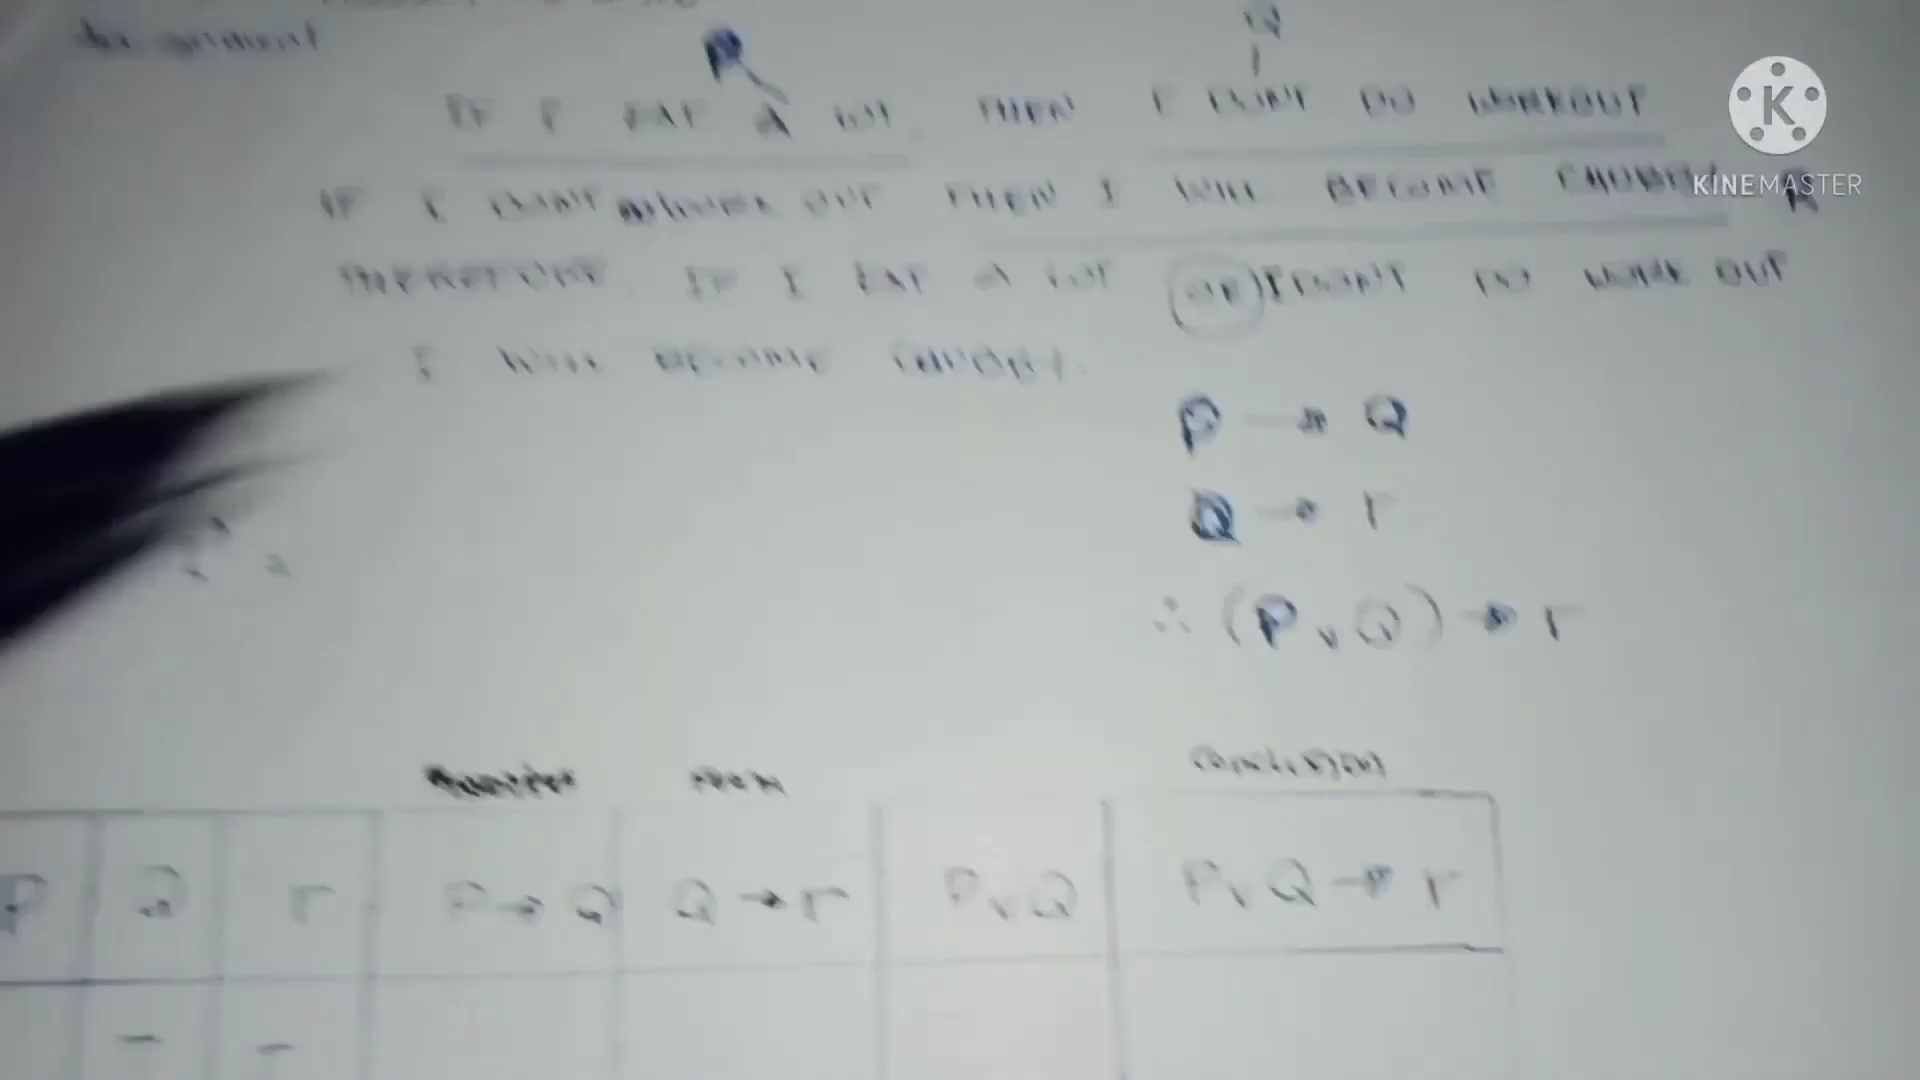 P Q
IF I EAT A LOT, THEN I DON'T DO WORKOUT
IF I DON'T WORK OUT THEN I WILL BECOME CHUBBY R
THEREFORE, IF I EAT A LOT OR I DON'T DO WORK OUT
I WILL BECOME CHUBBY.
P → Q
Q → r
∴ (P ∨ Q) → r
P Q r P → Q Q → r P ∨ Q P ∨ Q → r
KINEMASTER